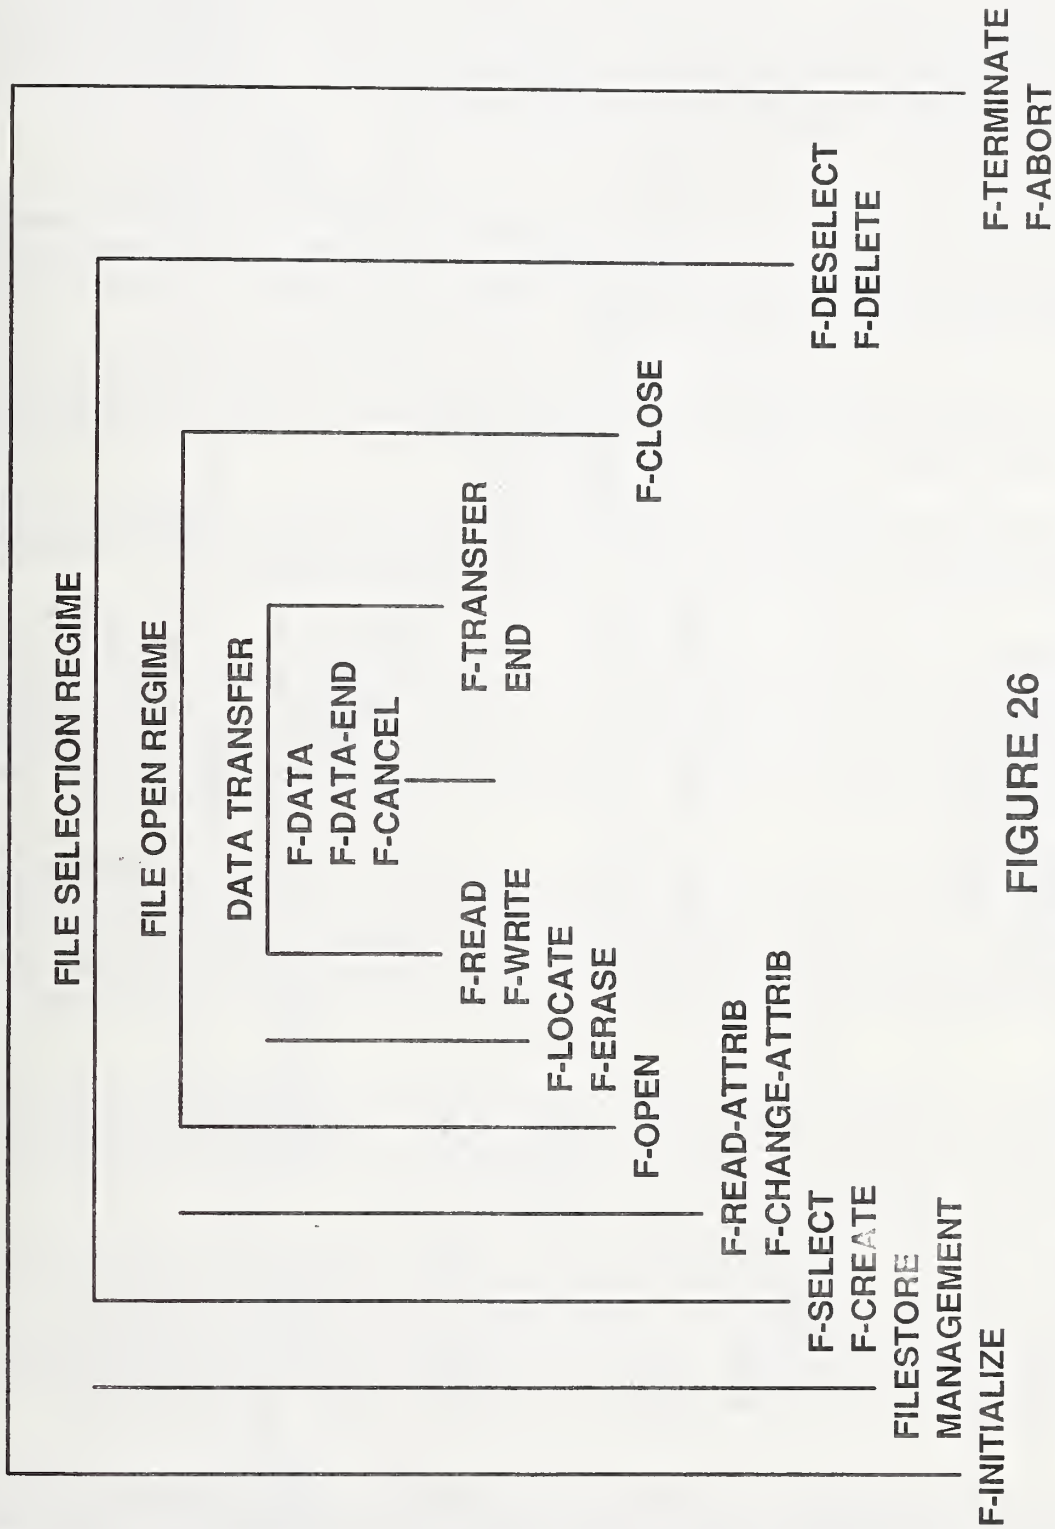 FILE SELECTION REGIME
FILE OPEN REGIME
DATA TRANSFER
F-DATA
F-DATA-END
F-CANCEL
F-READ
F-WRITE
F-TRANSFER
END
F-LOCATE
F-ERASE
F-OPEN
F-CLOSE
F-READ-ATTRIB
F-CHANGE-ATTRIB
F-SELECT
F-CREATE
F-DESELECT
F-DELETE
FILESTORE
MANAGEMENT
F-INITIALIZE
F-TERMINATE
F-ABORT
FIGURE 26